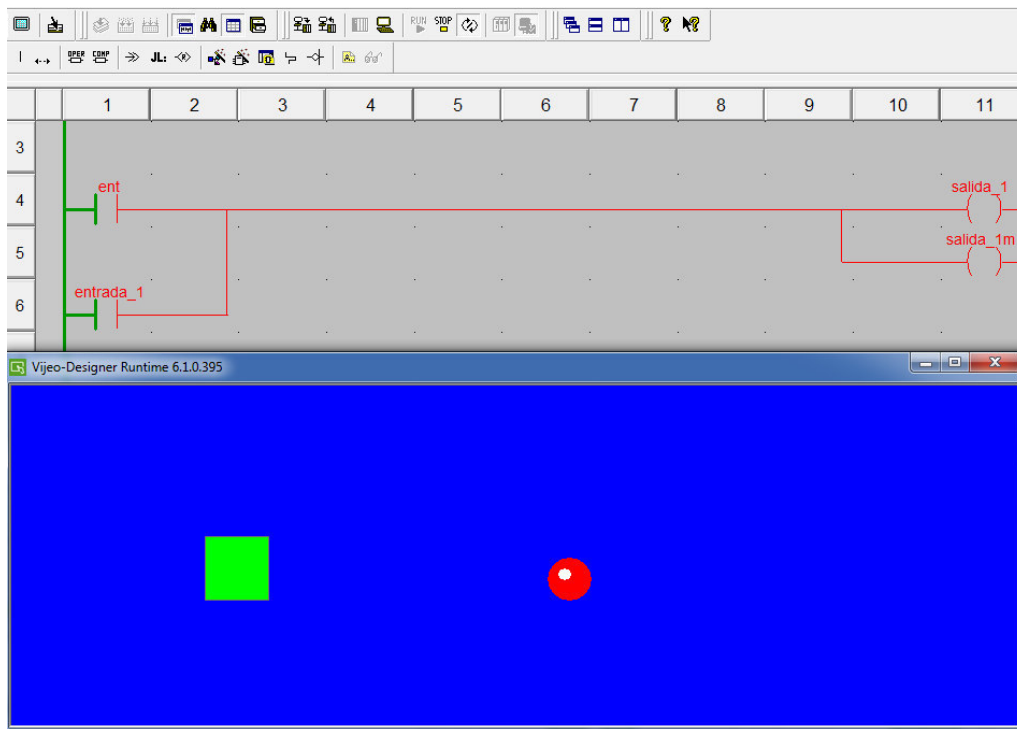 RUN STOP
OPER COMP JL:
1 2 3 4 5 6 7 8 9 10 11
3
ent salida_1
4
salida_1m
5
entrada_1
6
Vijeo-Designer Runtime 6.1.0.395